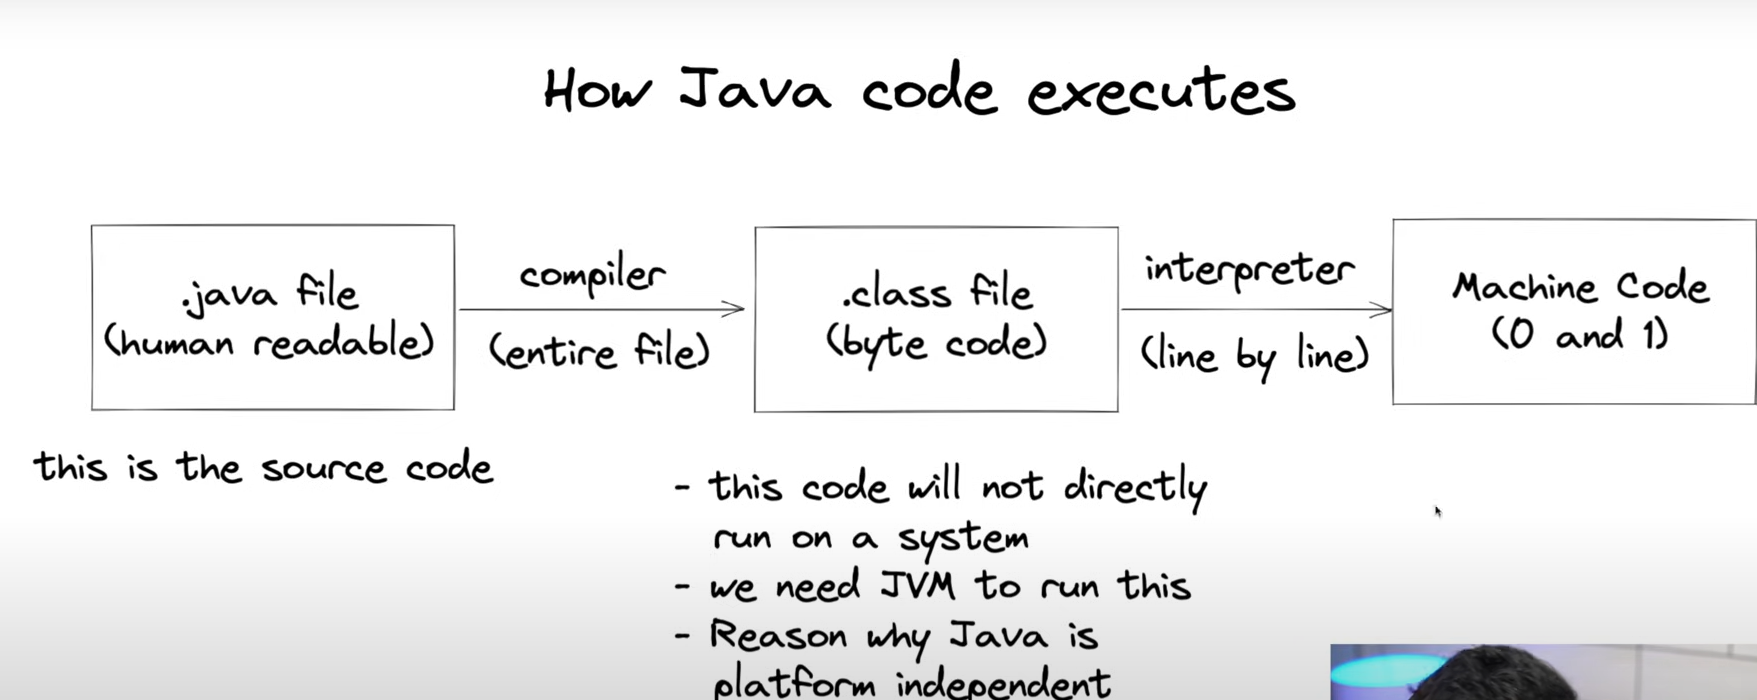 How Java code executes
.java file
(human readable)
compiler
(entire file)
.class file
(byte code)
interpreter
(line by line)
Machine Code
(0 and 1)
this is the source code
- this code will not directly
run on a system
- we need JVM to run this
- Reason why Java is
platform independent